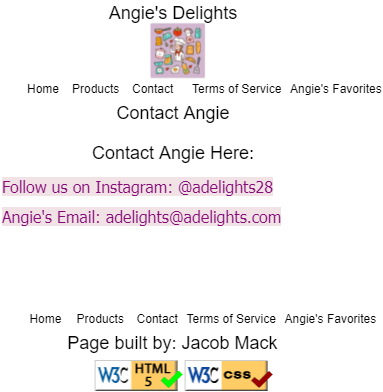 Angie's Delights
Home Products Contact Terms of Service Angie's Favorites
Contact Angie
Contact Angie Here:
Follow us on Instagram: @adelights28
Angie's Email: adelights@adelights.com
Home Products Contact Terms of Service Angie's Favorites
Page built by: Jacob Mack
W3C HTML 5 W3C css